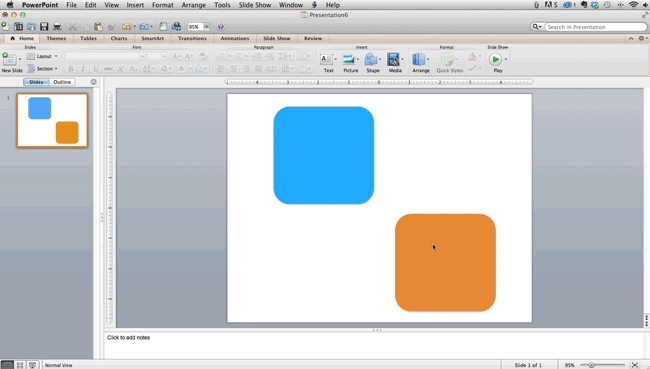 PowerPoint File Edit View Insert Format Arrange Tools Slide Show Window Help 5 1
Presentation6
95% Search in Presentation
Home Themes Tables Charts SmartArt Transitions Animations Slide Show Review
Slides Font Paragraph Insert Format Slide Show
Layout
Section
New Slide Text Picture Shape Media Arrange Quick Styles Play
Slides Outline
1
Click to add notes
Normal View Slide 1 of 1 95%